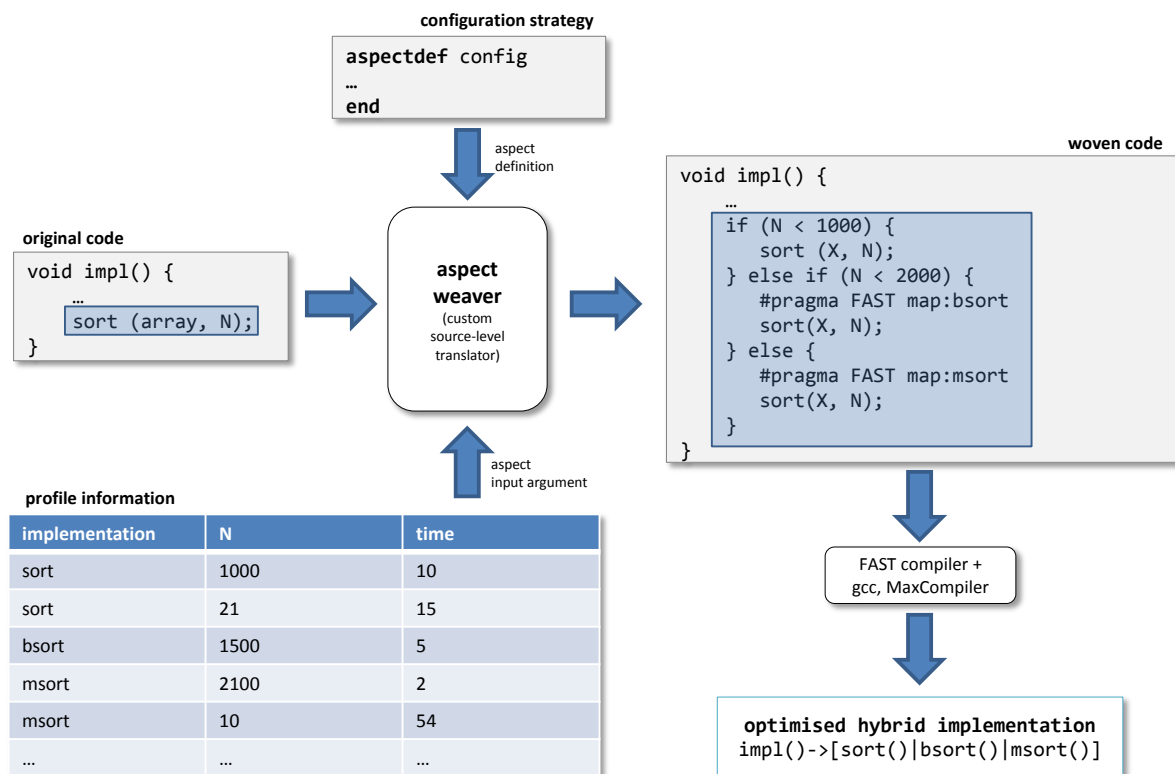 configuration strategy
aspectdef config
…
end
aspect
definition
original code
void impl() {
…
sort (array, N);
}
aspect
weaver
(custom
source-level
translator)
woven code
void impl() {
…
if (N < 1000) {
sort (X, N);
} else if (N < 2000) {
#pragma FAST map:bsort
sort(X, N);
} else {
#pragma FAST map:msort
sort(X, N);
}
}
aspect
input argument
profile information
implementation N time
sort 1000 10
sort 21 15
bsort 1500 5
msort 2100 2
msort 10 54
… … …
FAST compiler +
gcc, MaxCompiler
optimised hybrid implementation
impl()->[sort()|bsort()|msort()]